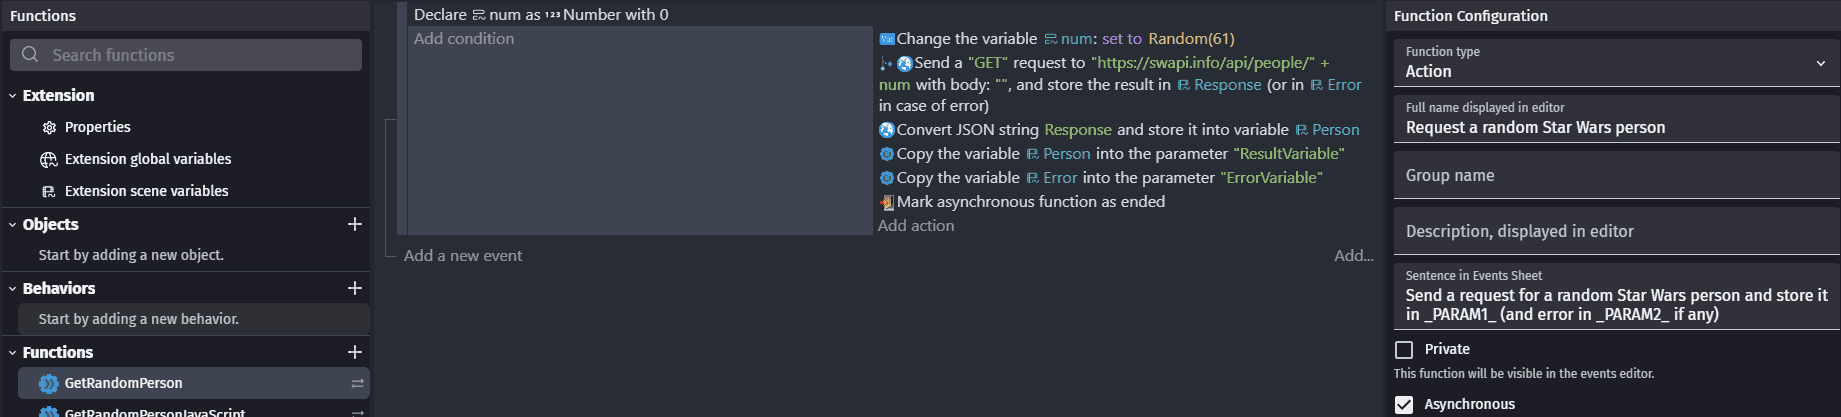 Functions
Search functions
Extension
Properties
Extension global variables
Extension scene variables
Objects
Start by adding a new object.
Behaviors
Start by adding a new behavior.
Functions
GetRandomPerson
GetRandomPersonJavaScript
Declare num as 123 Number with 0
Add condition
Var Change the variable num: set to Random(61)
Send a "GET" request to "https://swapi.info/api/people/" +
num with body: "", and store the result in Response (or in Error
in case of error)
Convert JSON string Response and store it into variable Person
Copy the variable Person into the parameter "ResultVariable"
Copy the variable Error into the parameter "ErrorVariable"
Mark asynchronous function as ended
Add action
Add a new event
Add...
Function Configuration
Function type
Action
Full name displayed in editor
Request a random Star Wars person
Group name
Description, displayed in editor
Sentence in Events Sheet
Send a request for a random Star Wars person and store it
in _PARAM1_ (and error in _PARAM2_ if any)
Private
This function will be visible in the events editor.
Asynchronous